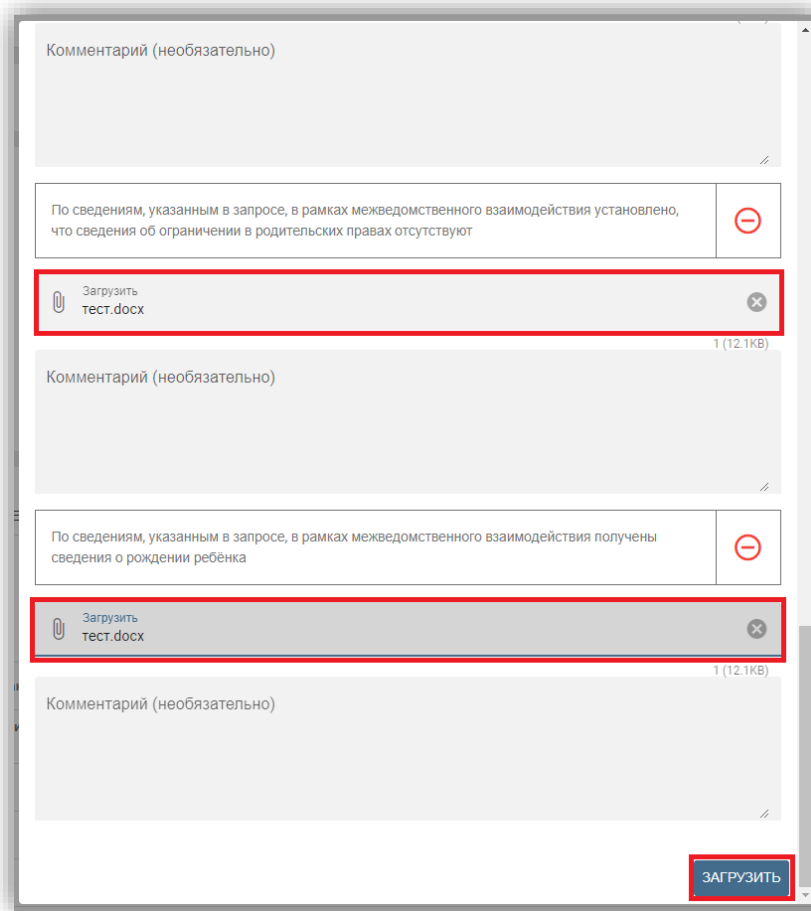 Комментарий (необязательно)
По сведениям, указанным в запросе, в рамках межведомственного взаимодействия установлено,
что сведения об ограничении в родительских правах отсутствуют
Загрузить
тест.docx
1 (12.1KB)
Комментарий (необязательно)
По сведениям, указанным в запросе, в рамках межведомственного взаимодействия получены
сведения о рождении ребёнка
Загрузить
тест.docx
1 (12.1KB)
Комментарий (необязательно)
ЗАГРУЗИТЬ